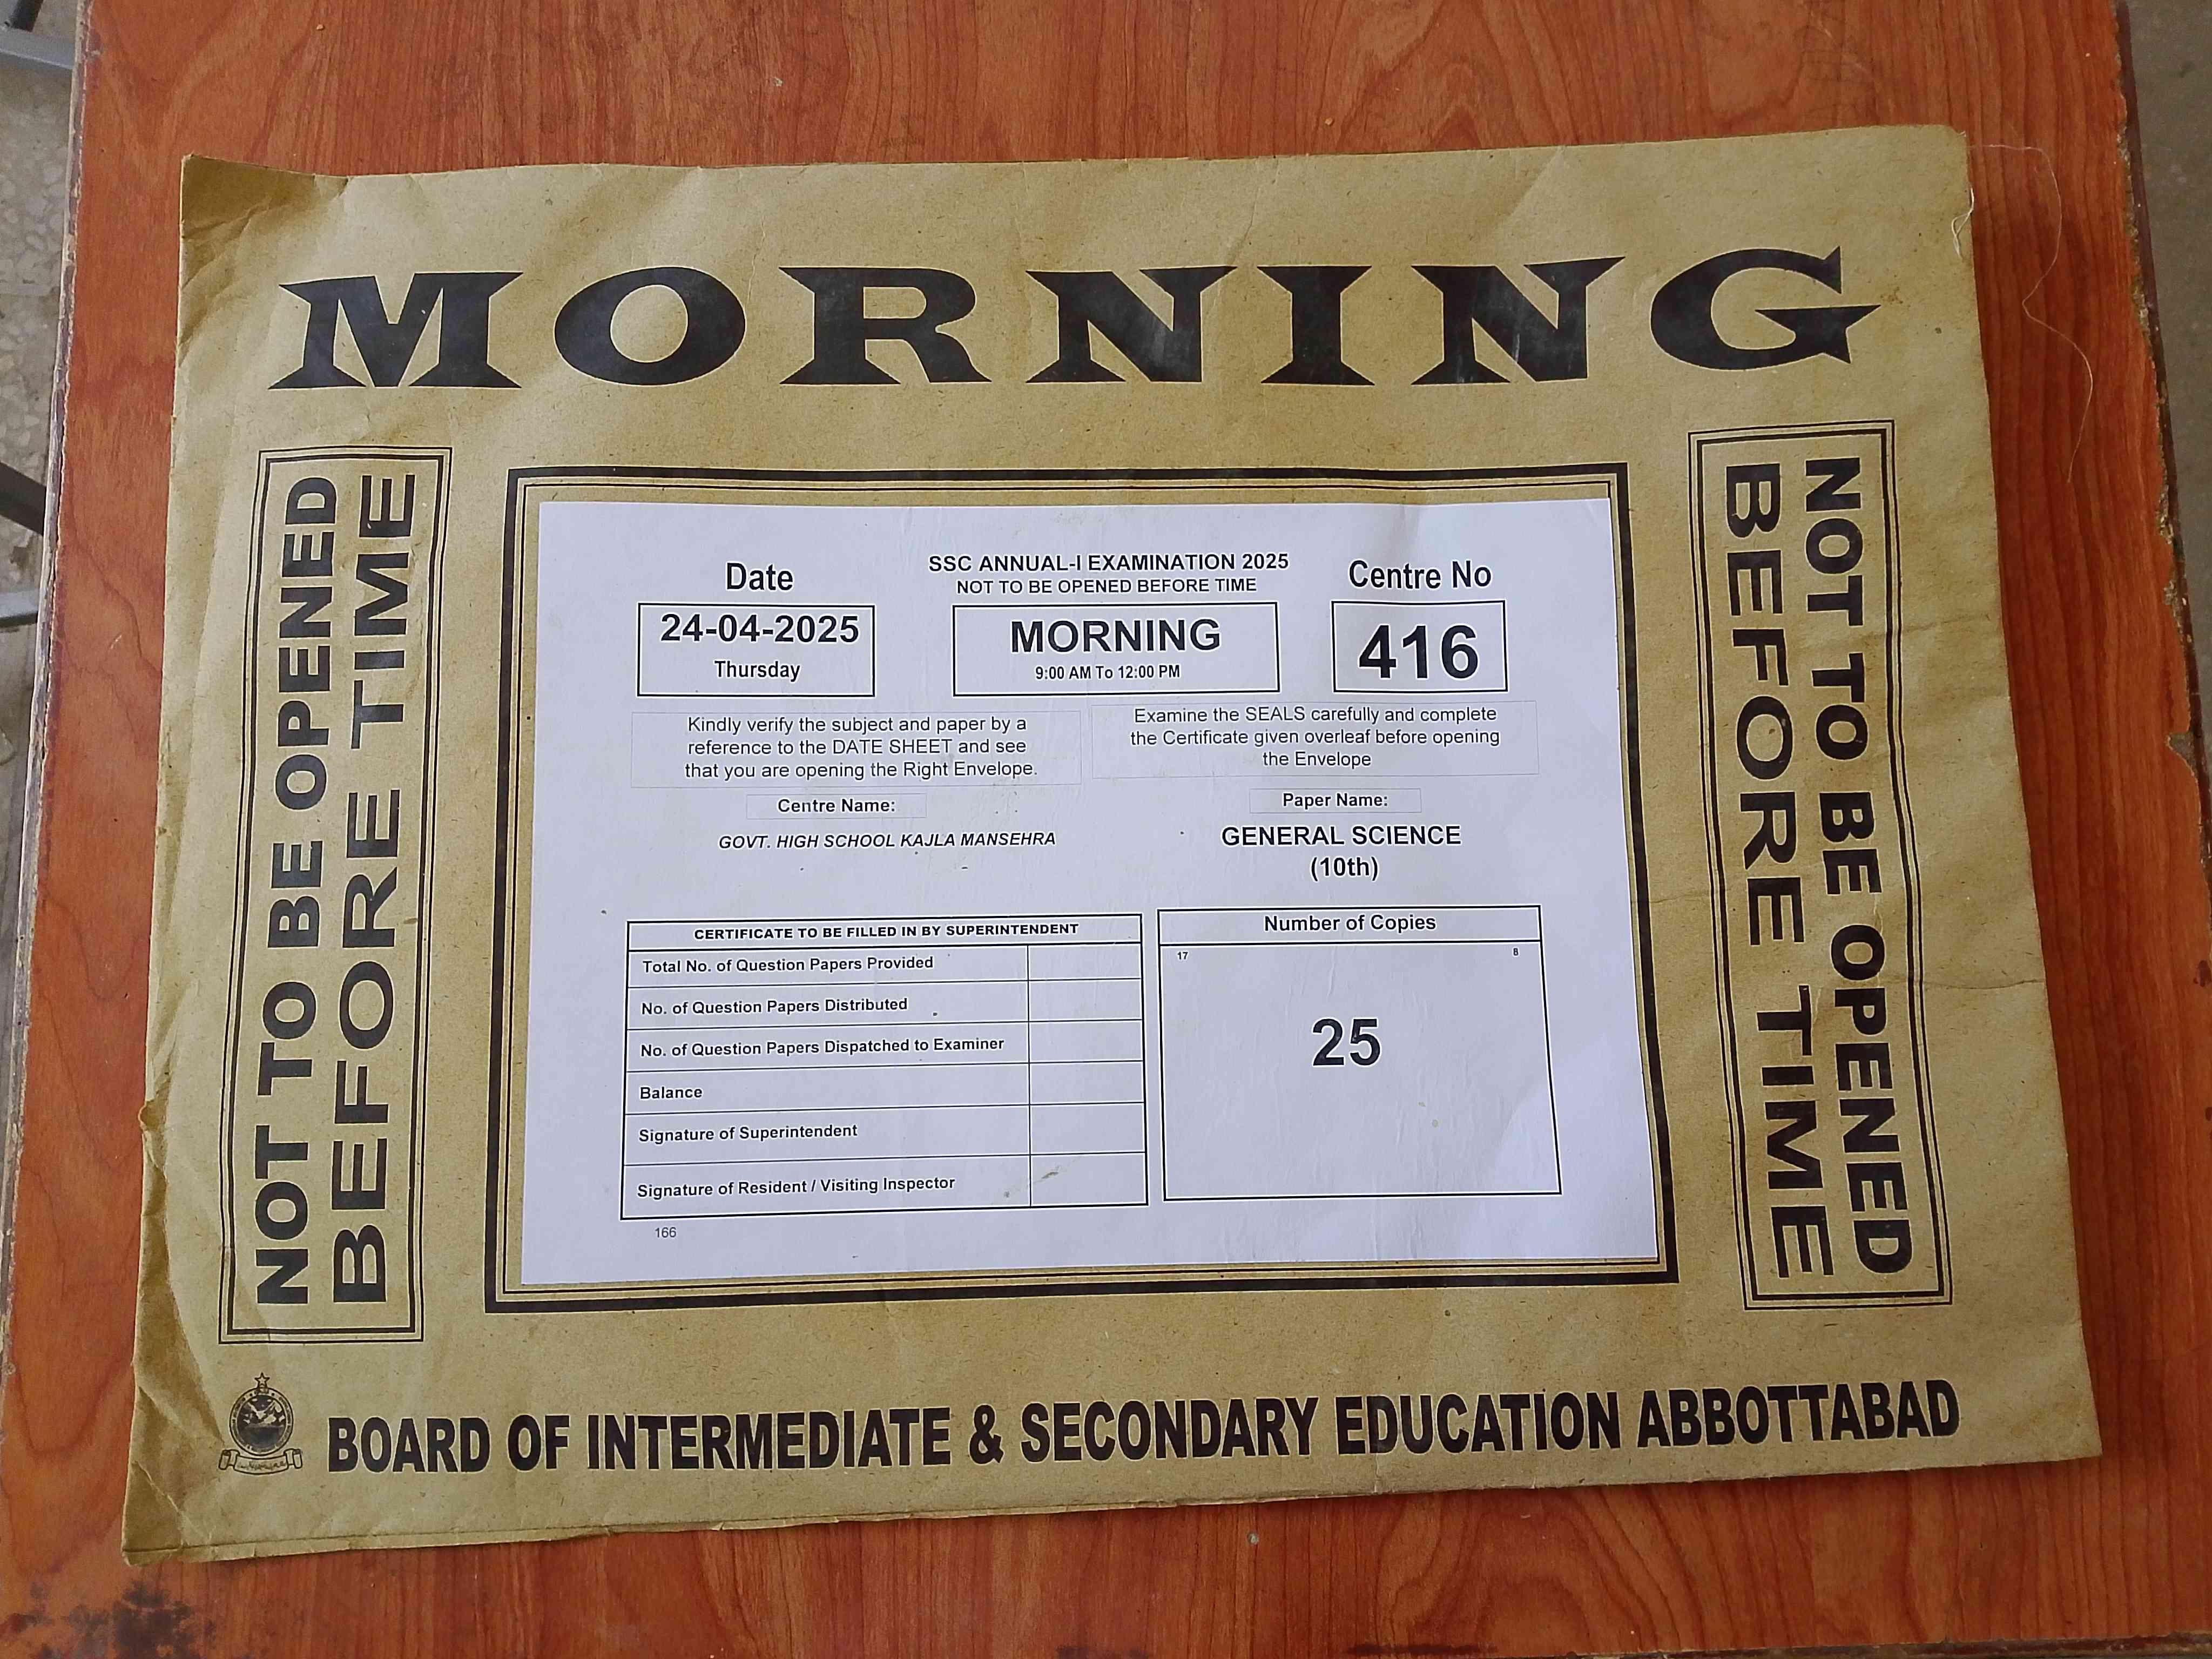 MORNING
NOT TO BE OPENED
BEFORE TIME
Date
24-04-2025
Thursday
SSC ANNUAL-I EXAMINATION 2025
NOT TO BE OPENED BEFORE TIME
MORNING
9:00 AM To 12:00 PM
Centre No
416
Kindly verify the subject and paper by a
reference to the DATE SHEET and see
that you are opening the Right Envelope.
Examine the SEALS carefully and complete
the Certificate given overleaf before opening
the Envelope
Centre Name:
GOVT. HIGH SCHOOL KAJLA MANSEHRA
Paper Name:
GENERAL SCIENCE
(10th)
CERTIFICATE TO BE FILLED IN BY SUPERINTENDENT
Total No. of Question Papers Provided
No. of Question Papers Distributed
No. of Question Papers Dispatched to Examiner
Balance
Signature of Superintendent
Signature of Resident / Visiting Inspector
166
Number of Copies
17 8
25
NOT TO BE OPENED
BEFORE TIME
BOARD OF INTERMEDIATE & SECONDARY EDUCATION ABBOTTABAD